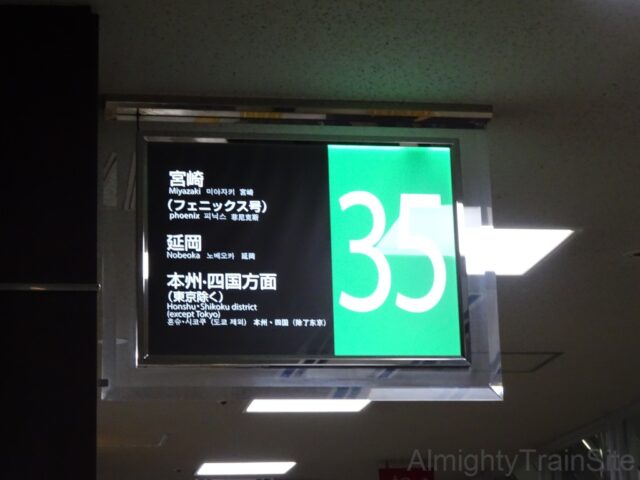 宮崎
Miyazaki 미야자키 宮崎
(フェニックス号)
phoenix 피닉스 菲尼克斯
延岡
Nobeoka 노베오카 延岡
本州・四国方面
(東京除く)
Honshu・Shikoku district
(except Tokyo)
혼슈・시코쿠 (도쿄 제외) 本州・四国 (除了东京)
35
AlmightyTrainSite